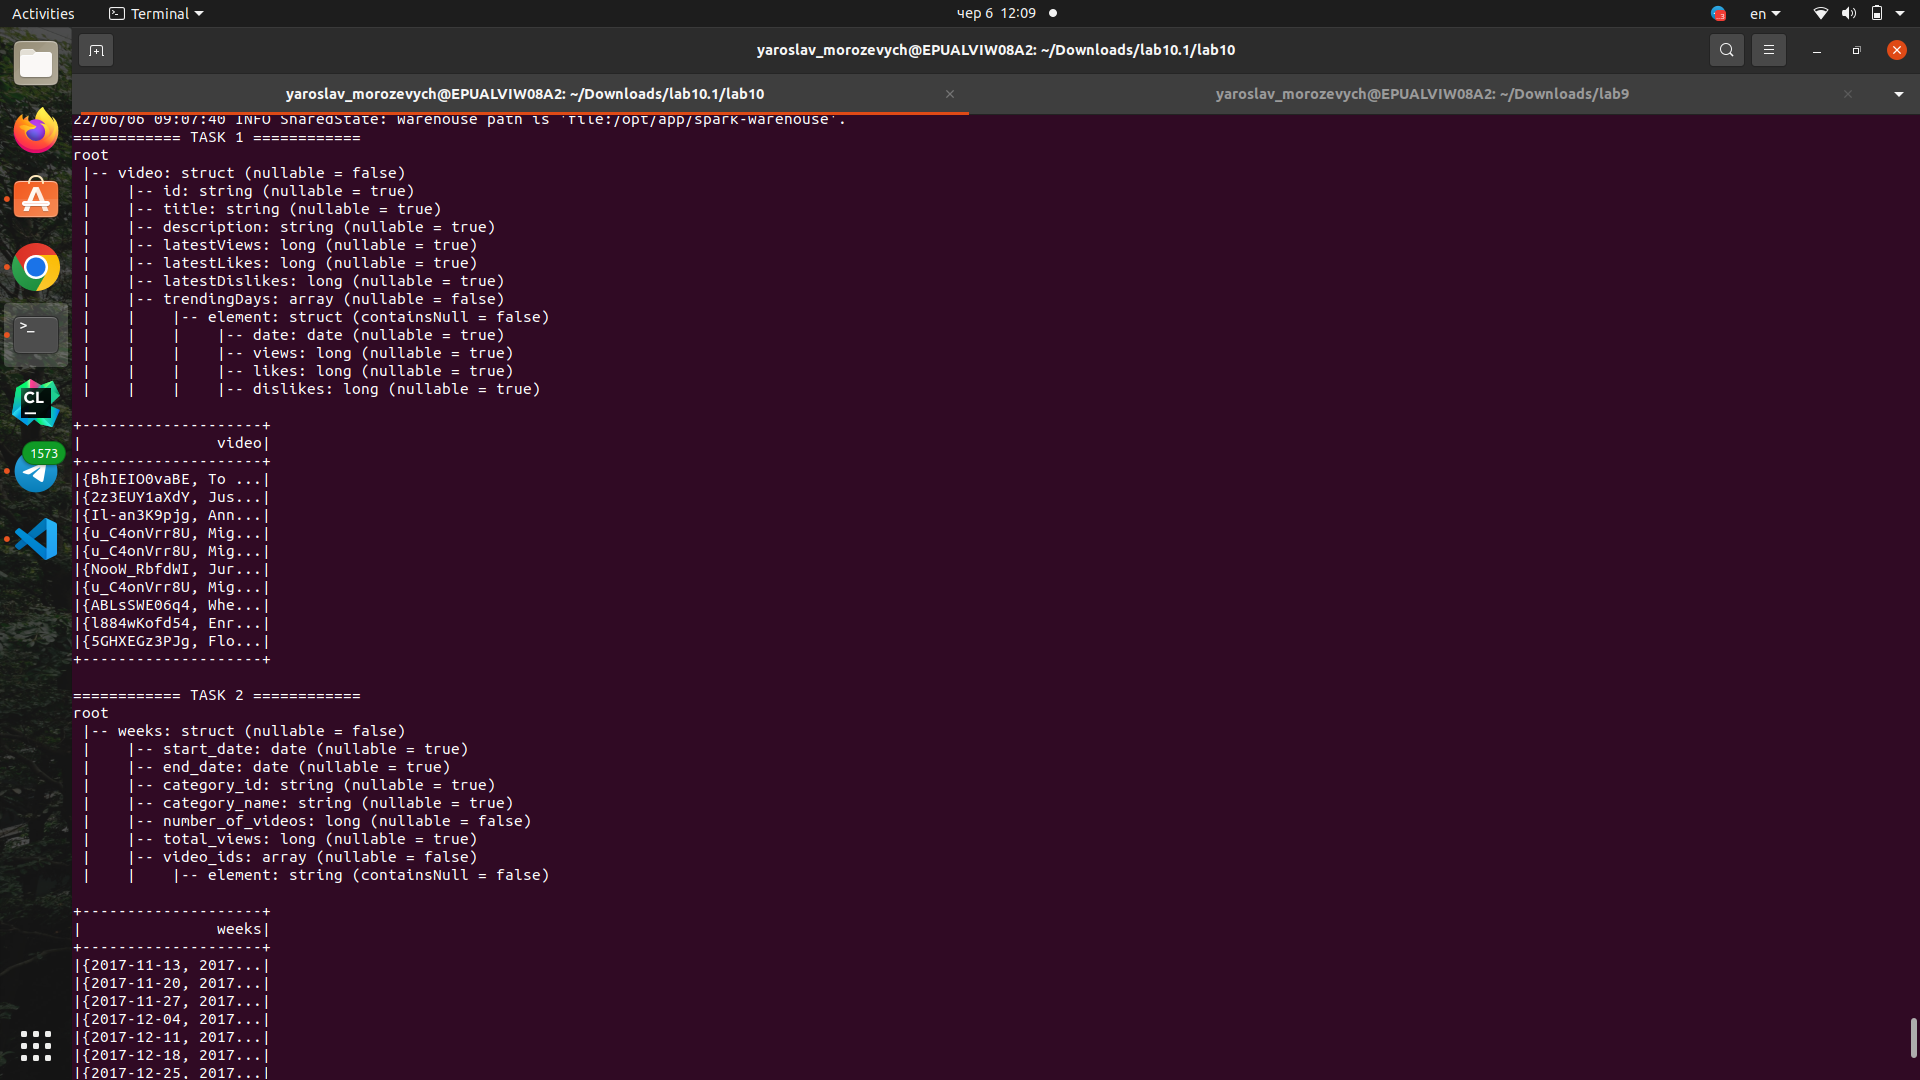 Activities
Terminal
чер 6 12:09
3
en
yaroslav_morozevych@EPUALVIW08A2: ~/Downloads/lab10.1/lab10
yaroslav_morozevych@EPUALVIW08A2: ~/Downloads/lab10.1/lab10
yaroslav_morozevych@EPUALVIW08A2: ~/Downloads/lab9
22/06/06 09:07:40 INFO SharedState: Warehouse path is 'file:/opt/app/spark-warehouse'.
============ TASK 1 ============
root
 |-- video: struct (nullable = false)
 |    |-- id: string (nullable = true)
 |    |-- title: string (nullable = true)
 |    |-- description: string (nullable = true)
 |    |-- latestViews: long (nullable = true)
 |    |-- latestLikes: long (nullable = true)
 |    |-- latestDislikes: long (nullable = true)
 |    |-- trendingDays: array (nullable = false)
 |    |    |-- element: struct (containsNull = false)
 |    |    |    |-- date: date (nullable = true)
 |    |    |    |-- views: long (nullable = true)
 |    |    |    |-- likes: long (nullable = true)
 |    |    |    |-- dislikes: long (nullable = true)
+--------------------+
|               video|
+--------------------+
|{BhIEIO0vaBE, To ...|
|{2z3EUY1aXdY, Jus...|
|{Il-an3K9pjg, Ann...|
|{u_C4onVrr8U, Mig...|
|{u_C4onVrr8U, Mig...|
|{NooW_RbfdWI, Jur...|
|{u_C4onVrr8U, Mig...|
|{ABLsSWE06q4, Whe...|
|{l884wKofd54, Enr...|
|{5GHXEGz3PJg, Flo...|
+--------------------+
============ TASK 2 ============
root
 |-- weeks: struct (nullable = false)
 |    |-- start_date: date (nullable = true)
 |    |-- end_date: date (nullable = true)
 |    |-- category_id: string (nullable = true)
 |    |-- category_name: string (nullable = true)
 |    |-- number_of_videos: long (nullable = false)
 |    |-- total_views: long (nullable = true)
 |    |-- video_ids: array (nullable = false)
 |    |    |-- element: string (containsNull = false)
+--------------------+
|               weeks|
+--------------------+
|{2017-11-13, 2017...|
|{2017-11-20, 2017...|
|{2017-11-27, 2017...|
|{2017-12-04, 2017...|
|{2017-12-11, 2017...|
|{2017-12-18, 2017...|
|{2017-12-25, 2017...|
>_
CL
1573